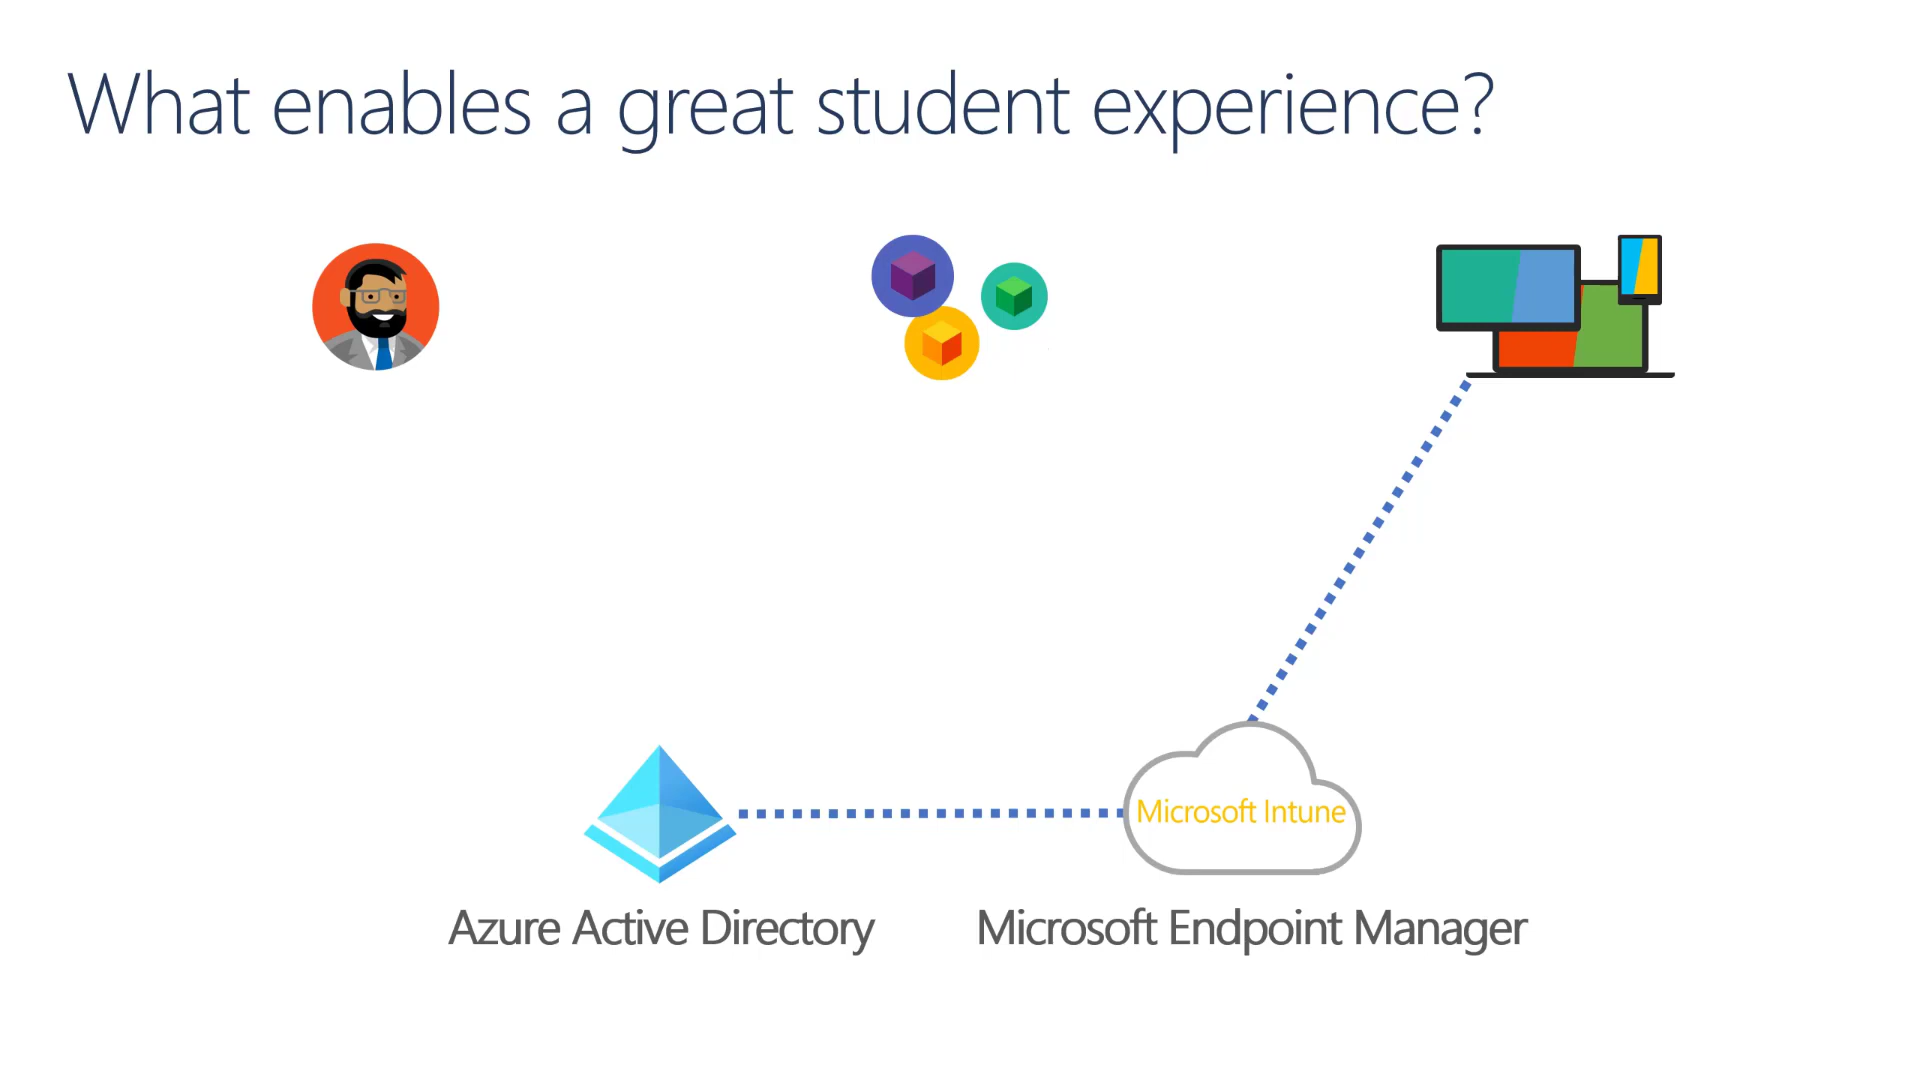 What enables a great student experience?
Microsoft Intune
Azure Active Directory
Microsoft Endpoint Manager